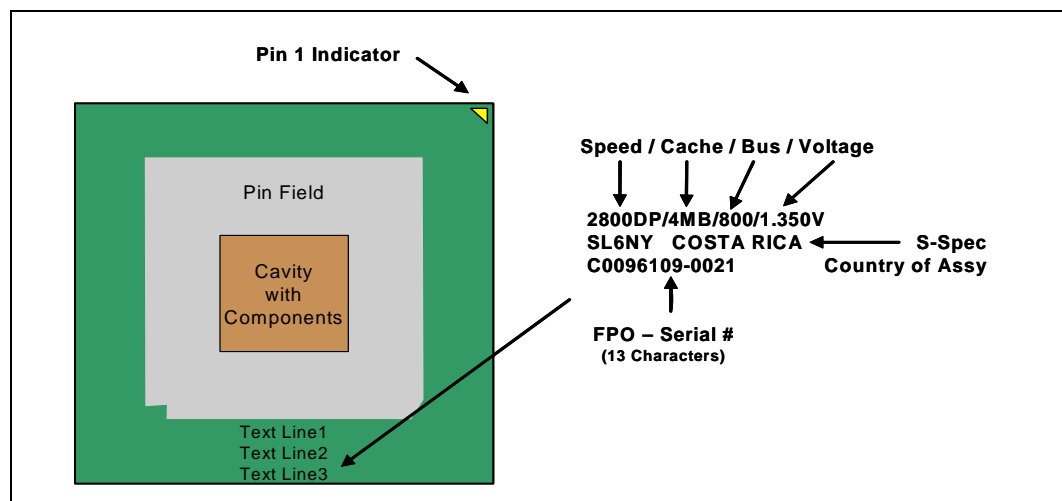 Pin 1 Indicator
Pin Field
Cavity
with
Components
Text Line1
Text Line2
Text Line3
Speed / Cache / Bus / Voltage
2800DP/4MB/800/1.350V
SL6NY COSTA RICA
C0096109-0021
S-Spec
Country of Assy
FPO – Serial #
(13 Characters)